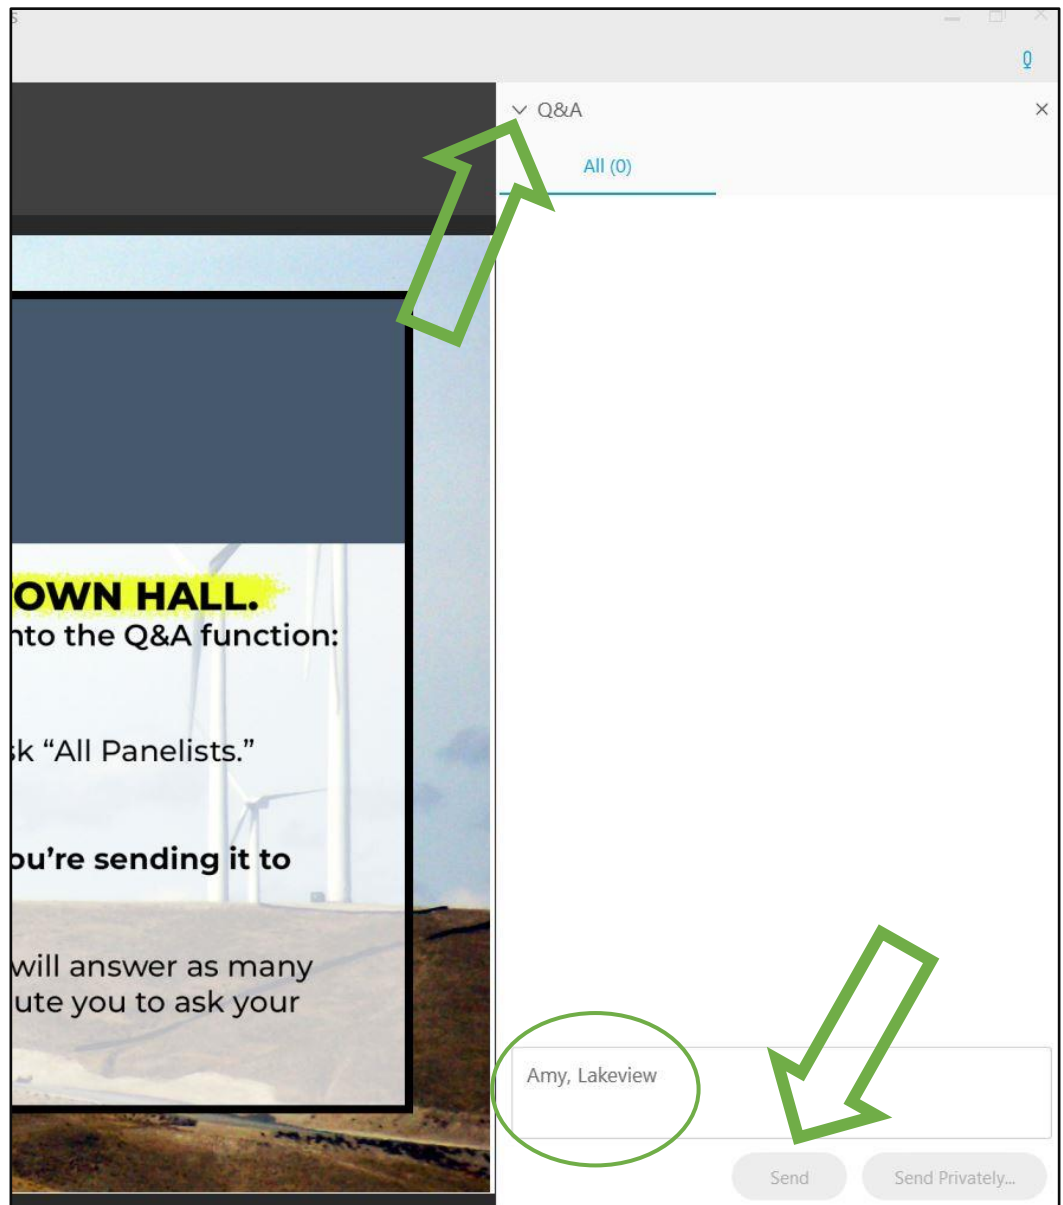 s
Q&A
All (0)
OWN HALL.
nto the Q&A function:
sk “All Panelists.”
ou’re sending it to
will answer as many
ute you to ask your
Amy, Lakeview
Send
Send Privately...